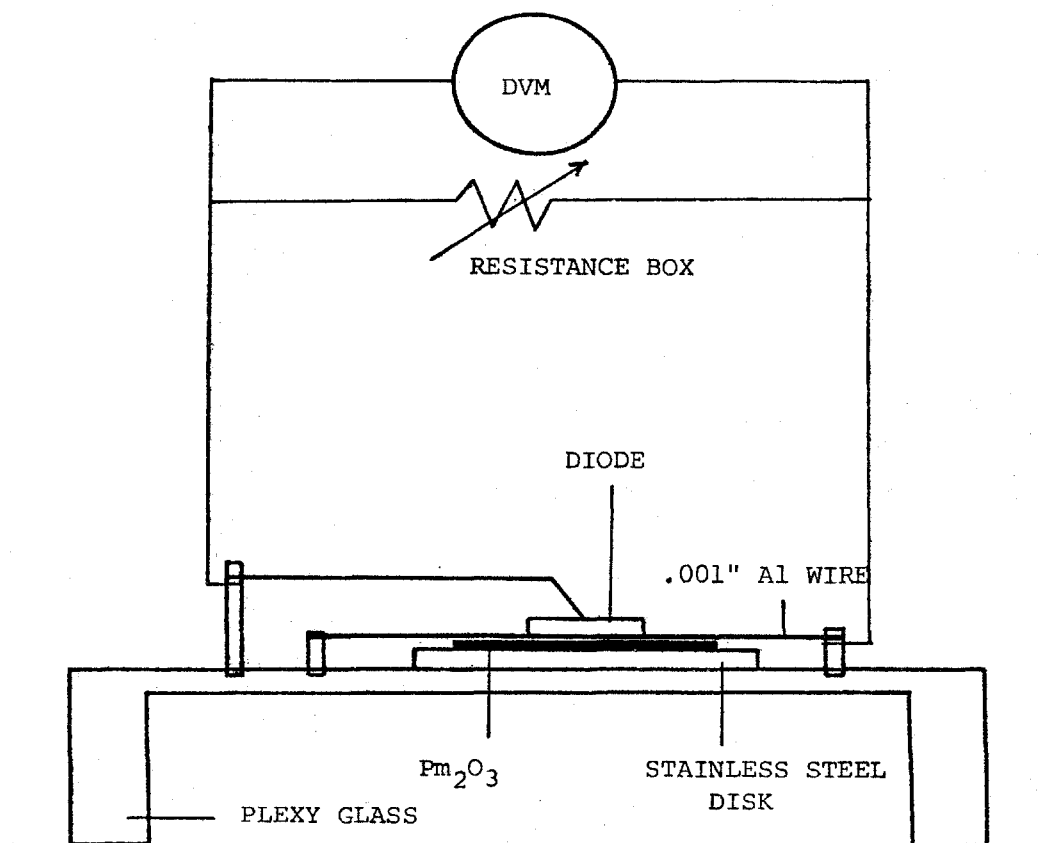 DVM
RESISTANCE BOX
DIODE
.001" Al WIRE
Pm₂O₃
STAINLESS STEEL
DISK
PLEXY GLASS